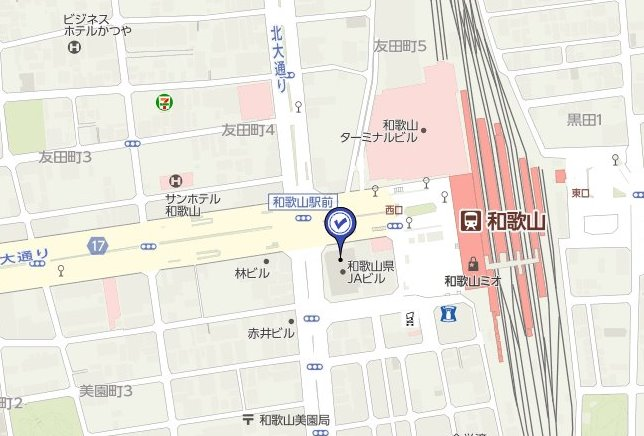 ビジネス
ホテルかつや
北大通り
友田町5
黒田1
和歌山
ターミナルビル
友田町4
友田町3
サンホテル
和歌山
和歌山駅前
西口
東口
和歌山
17
大通り
林ビル
和歌山県
JAビル
和歌山ミオ
赤井ビル
美園町3
町2
和歌山美園局